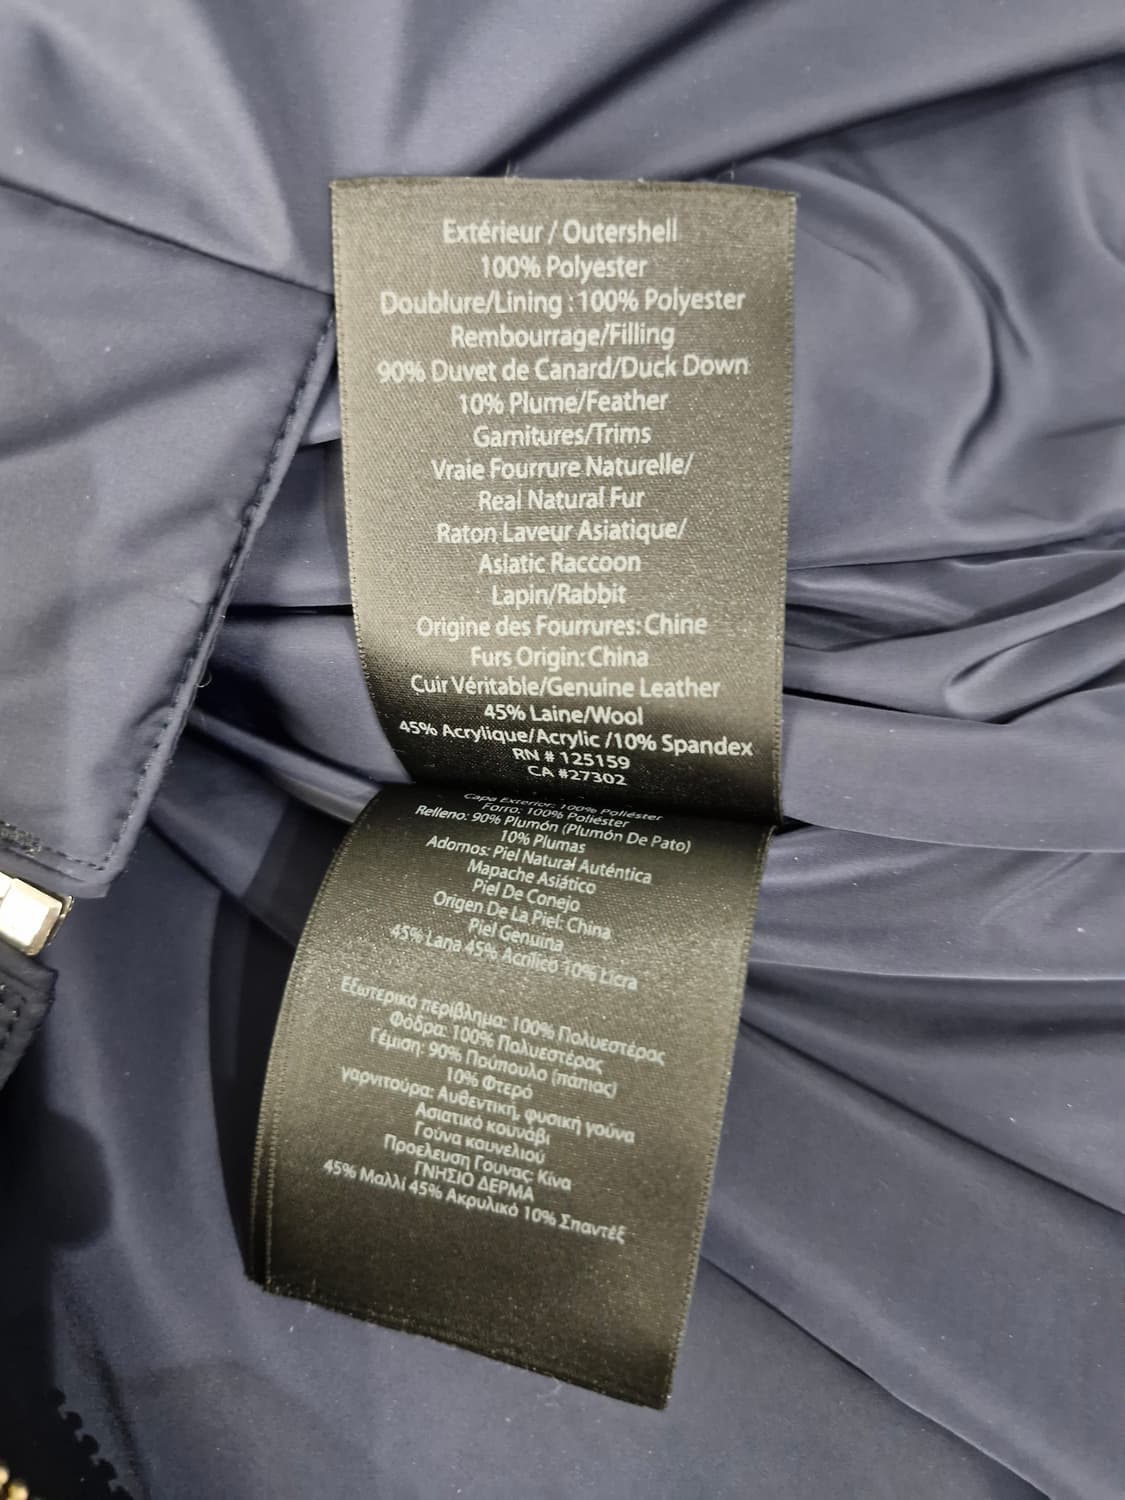 Extérieur / Outershell
100% Polyester
Doublure/Lining : 100% Polyester
Rembourrage/Filling
90% Duvet de Canard/Duck Down
10% Plume/Feather
Garnitures/Trims
Vraie Fourrure Naturelle/
Real Natural Fur
Raton Laveur Asiatique/
Asiatic Raccoon
Lapin/Rabbit
Origine des Fourrures: Chine
Furs Origin: China
Cuir Véritable/Genuine Leather
45% Laine/Wool
45% Acrylique/Acrylic /10% Spandex
RN # 125159
CA #27302
Capa Exterior: 100% Poliéster
Forro: 100% Poliéster
Relleno: 90% Plumón (Plumón De Pato)
10% Plumas
Adornos: Piel Natural Auténtica
Mapache Asiático
Piel De Conejo
Origen De La Piel: China
Piel Genuina
45% Lana 45% Acrílico 10% Licra
Εξωτερικό περίβλημα: 100% Πολυεστέρας
Φόδρα: 100% Πολυεστέρας
Γέμιση: 90% Πούπουλο (πάπιας)
10% Φτερό
γαρνιτούρα: Αυθεντική, φυσική γούνα
Ασιατικό κουνάβι
Γούνα κουνελιού
Προελευση Γουνας: Κίνα
ΓΝΗΣΙΟ ΔΕΡΜΑ
45% Μαλλί 45% Ακρυλικό 10% Σπαντέξ